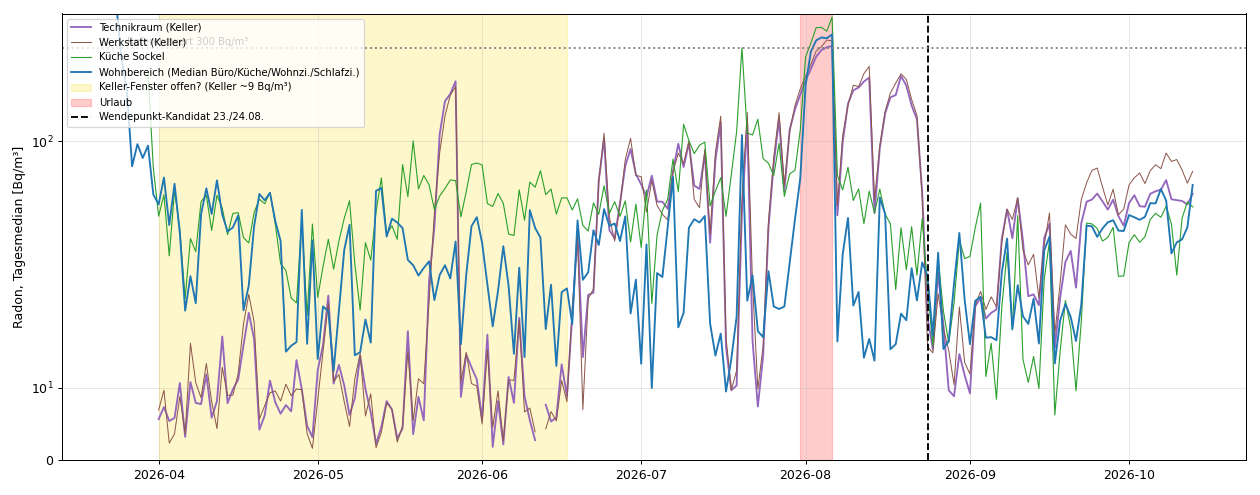 Technikraum (Keller)
Werkstatt (Keller)
Küche Sockel
Wohnbereich (Median Büro/Küche/Wohnzi./Schlafzi.)
Keller-Fenster offen? (Keller ~9 Bq/m³)
Urlaub
Wendepunkt-Kandidat 23./24.08.
300 Bq/m³
Radon, Tagesmedian [Bq/m³]
10²
10¹
0
2026-04
2026-05
2026-06
2026-07
2026-08
2026-09
2026-10